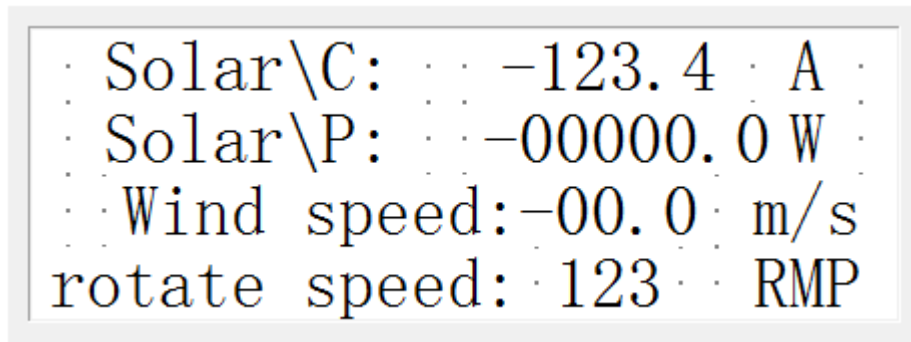 Solar\C: -123.4 A
Solar\P: -00000.0 W
Wind speed:-00.0 m/s
rotate speed: 123 RMP